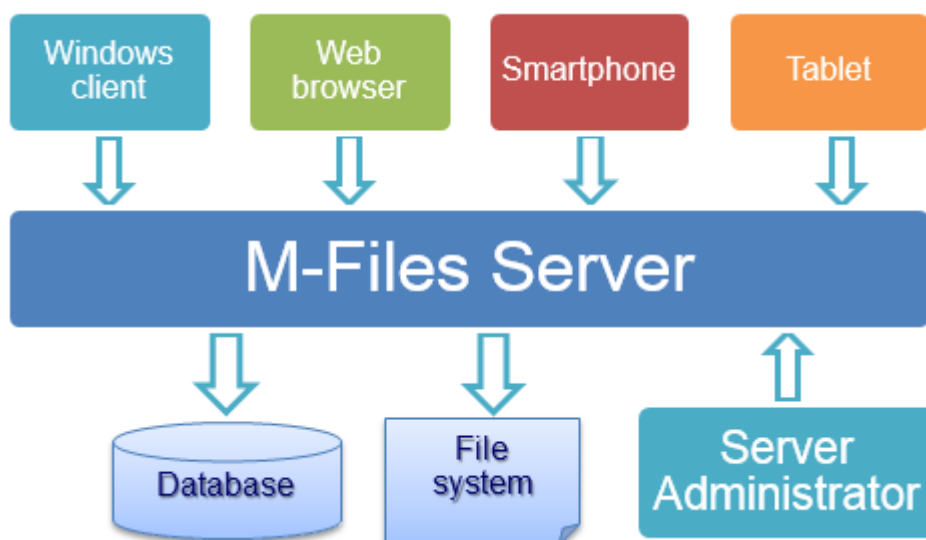 Windows
client
Web
browser
Smartphone
Tablet
M-Files Server
Database
File
system
Server
Administrator